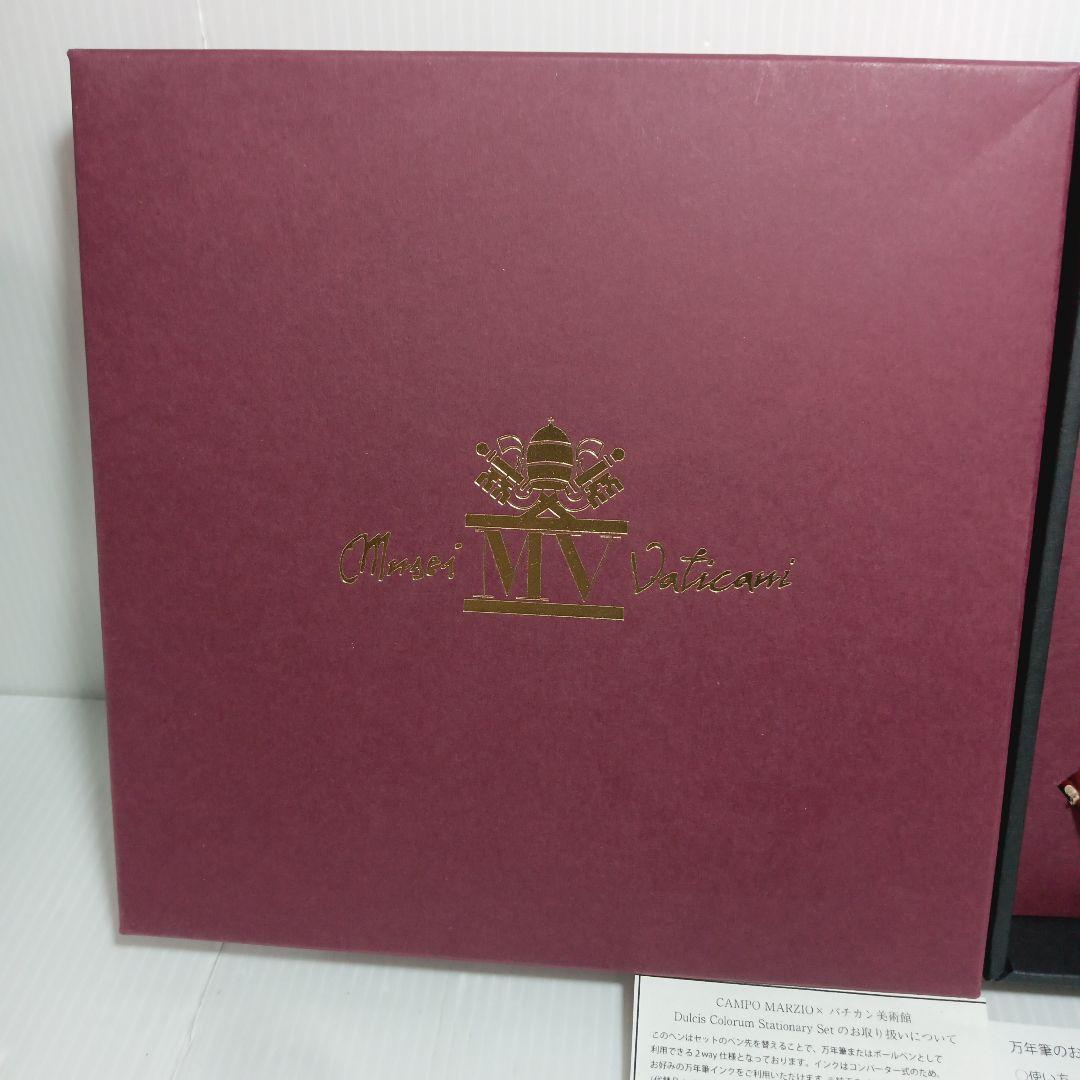 Musei MV Vaticani
CAMPO MARZIO× バチカン美術館
Dulcis Colorum Stationary Set のお取り扱いについて
このペンはセットのペン先を替えることで、万年筆またはボールペンとして
利用できる2way仕様となっております。インクはコンバーター式のため、
お好みの万年筆インクをご利用いただけます。
万年筆のお
〇使い方